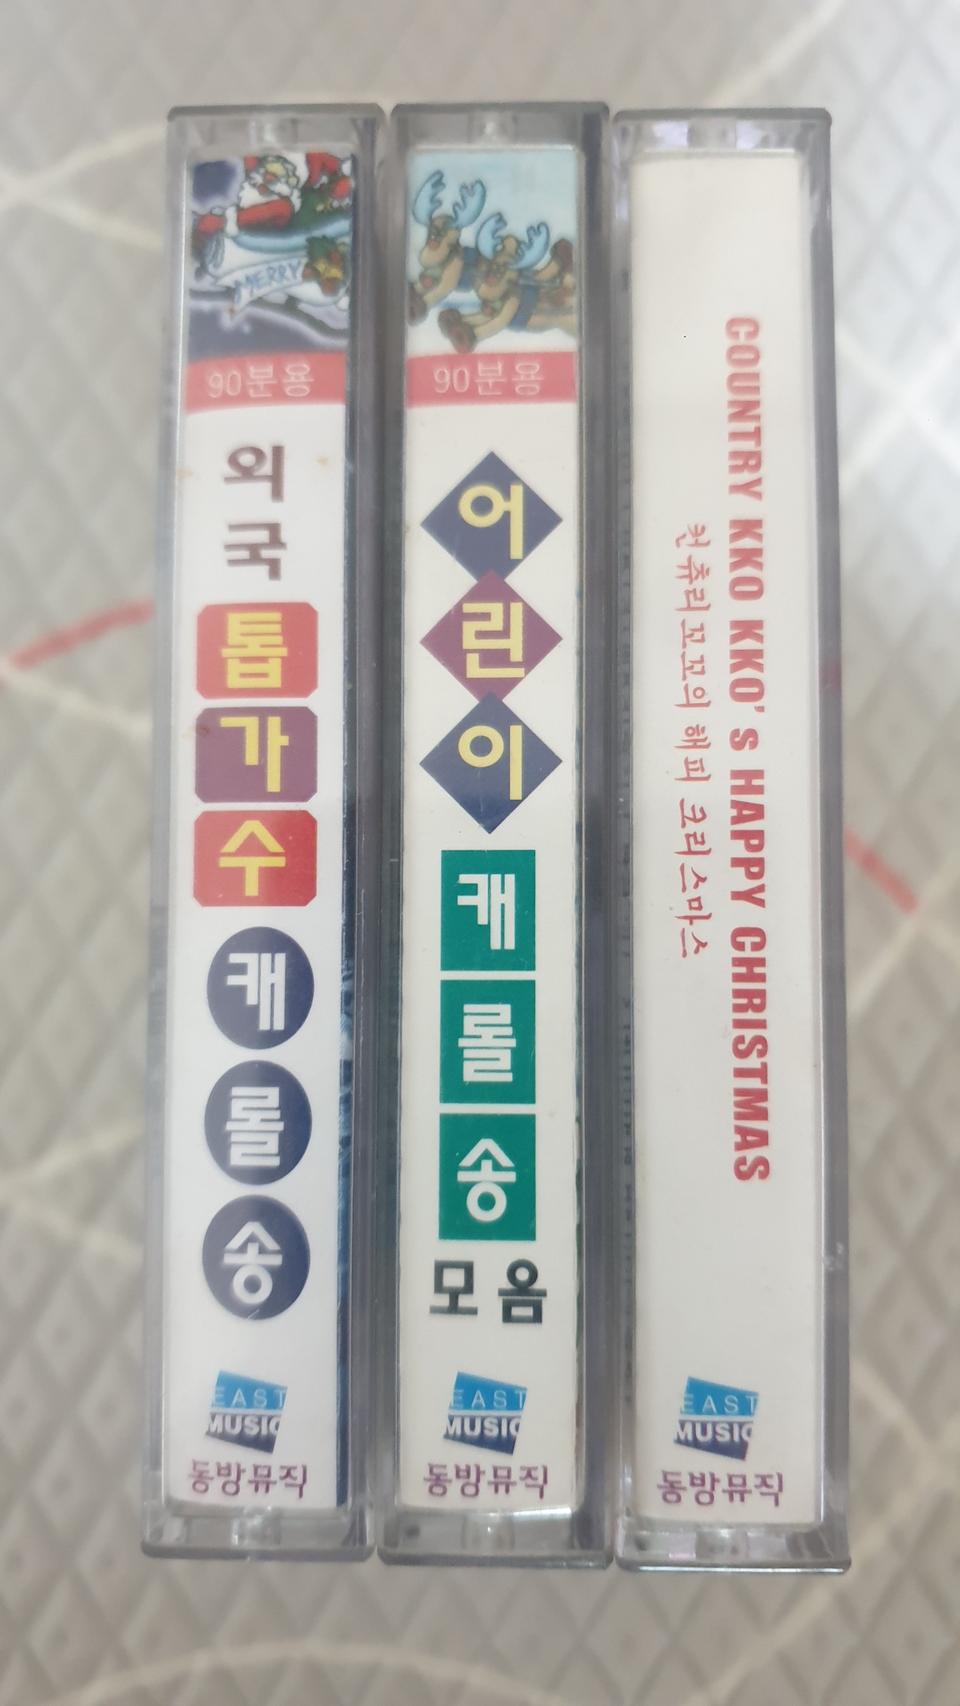 MERRY
90분용
외국
톱가수
캐롤송
EAST
MUSIC
동방뮤직
90분용
어린이
캐롤송
모음
EAST
MUSIC
동방뮤직
COUNTRY KKO KKO'S HAPPY CHRISTMAS
컨츄리꼬꼬의 해피 크리스마스
EAST
MUSIC
동방뮤직